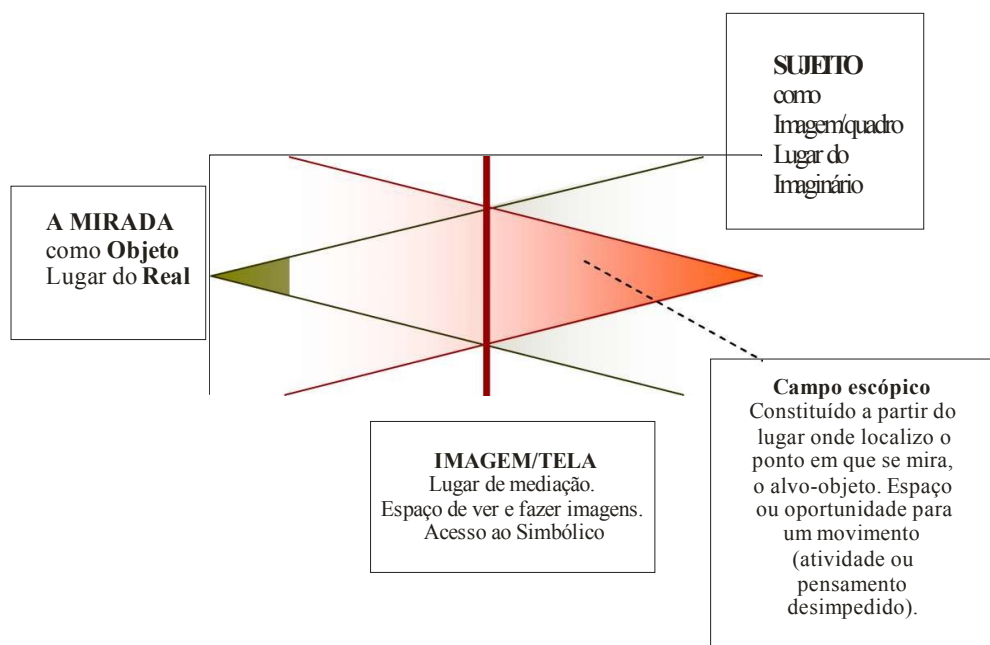 SUJEITO
como
Imagem/quadro
Lugar do
Imaginário
A MIRADA
como Objeto
Lugar do Real
IMAGEM/TELA
Lugar de mediação.
Espaço de ver e fazer imagens.
Acesso ao Simbólico
Campo escópico
Constituído a partir do
lugar onde localizo o
ponto em que se mira,
o alvo-objeto. Espaço
ou oportunidade para
um movimento
(atividade ou
pensamento
desimpedido).